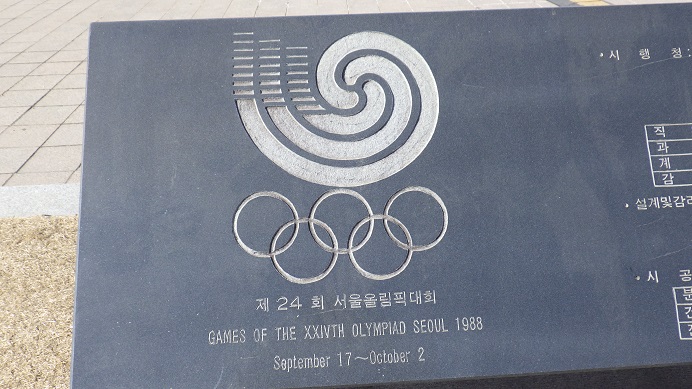 제 24 회 서울올림픽대회
GAMES OF THE XXIVTH OLYMPIAD SEOUL 1988
September 17~October 2
• 시 행 청:
직
과
계
감
• 설계및감리
• 시 공